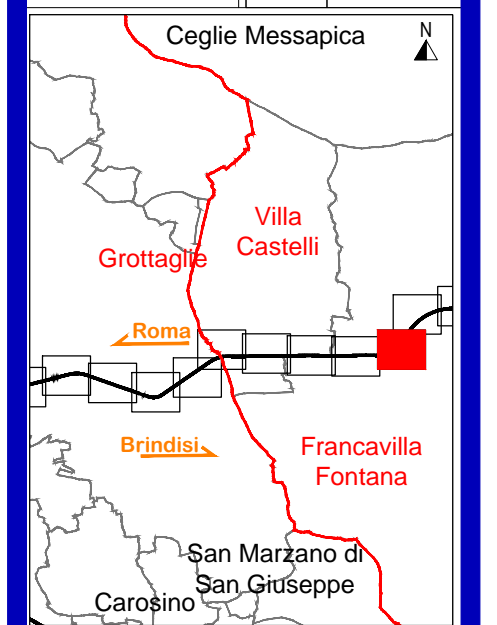 Ceglie Messapica
N
Villa
Castelli
Grottaglie
Roma
Brindisi
Francavilla
Fontana
San Marzano di
San Giuseppe
Carosino